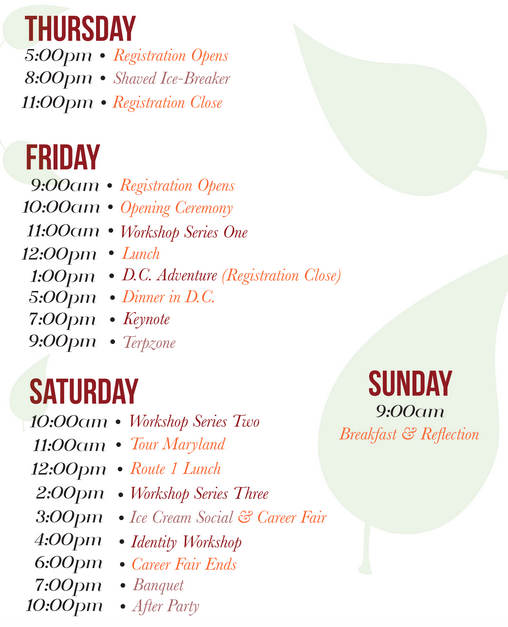 THURSDAY
5:00pm • Registration Opens
8:00pm • Shaved Ice-Breaker
11:00pm • Registration Close
FRIDAY
9:00am • Registration Opens
10:00am • Opening Ceremony
11:00am • Workshop Series One
12:00pm • Lunch
1:00pm • D.C. Adventure (Registration Close)
5:00pm • Dinner in D.C.
7:00pm • Keynote
9:00pm • Terpzone
SATURDAY
10:00am • Workshop Series Two
11:00am • Tour Maryland
12:00pm • Route 1 Lunch
2:00pm • Workshop Series Three
3:00pm • Ice Cream Social & Career Fair
4:00pm • Identity Workshop
6:00pm • Career Fair Ends
7:00pm • Banquet
10:00pm • After Party
SUNDAY
9:00am
Breakfast & Reflection